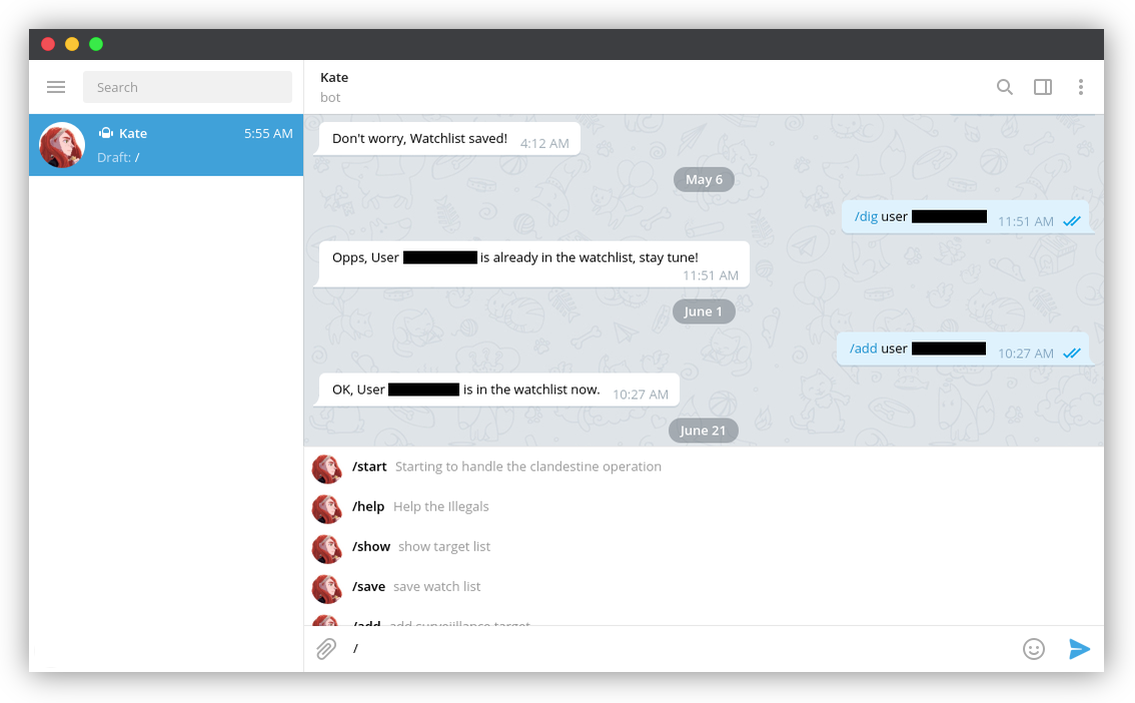 Search
Kate
bot
Kate 5:55 AM
Draft: /
Don't worry, Watchlist saved! 4:12 AM
May 6
/dig user 11:51 AM
Opps, User is already in the watchlist, stay tune!
11:51 AM
June 1
/add user 10:27 AM
OK, User is in the watchlist now. 10:27 AM
June 21
/start Starting to handle the clandestine operation
/help Help the Illegals
/show show target list
/save save watch list
/add add surveillance target
/